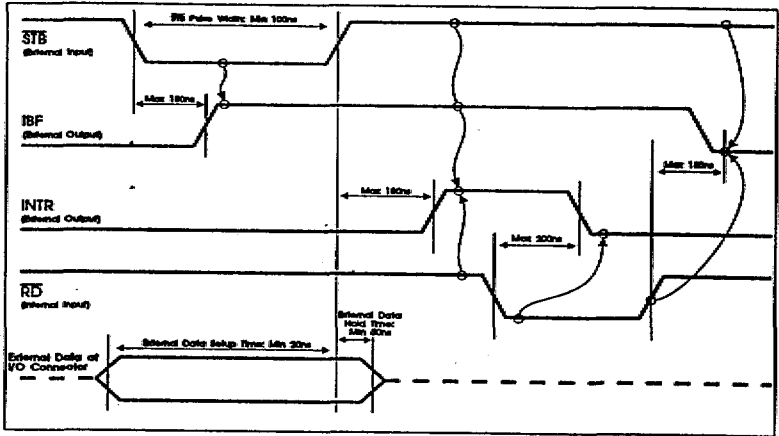 STB Pulse Width: Min 100ns
STB
(External Input)
Max 150ns
IBF
(External Output)
Max 150ns
Max 150ns
INTR
(External Output)
Max 200ns
RD
(Internal Input)
External Data
Hold Time:
Min 50ns
External Data Setup Time: Min 20ns
External Data at
I/O Connector